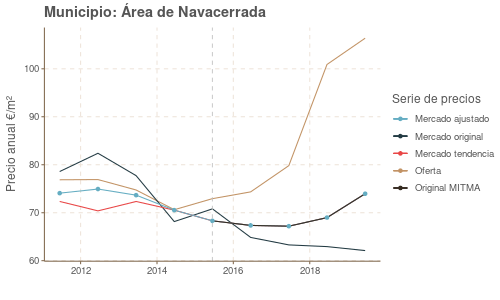 Municipio: Área de Navacerrada
Precio anual €/m²
100
90
80
70
60
2012
2014
2016
2018
Serie de precios
Mercado ajustado
Mercado original
Mercado tendencia
Oferta
Original MITMA